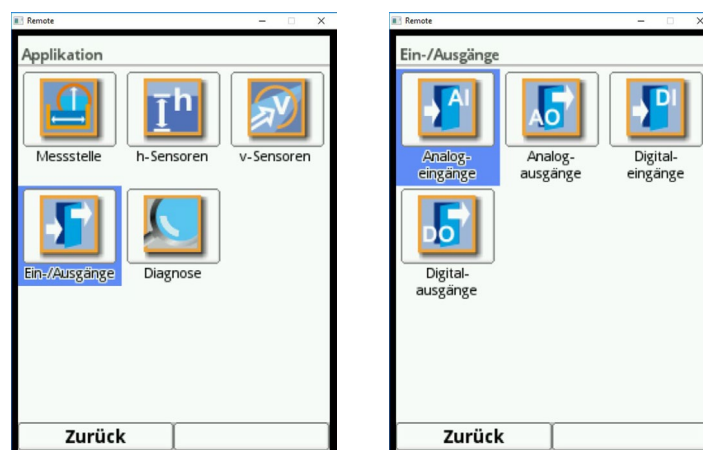 Remote
Applikation
h
v
Messstelle
h-Sensoren
v-Sensoren
Ein-/Ausgänge
Diagnose
Zurück
Remote
Ein-/Ausgänge
AI
AO
DI
Analog-
eingänge
Analog-
ausgänge
Digital-
eingänge
DO
Digital-
ausgänge
Zurück